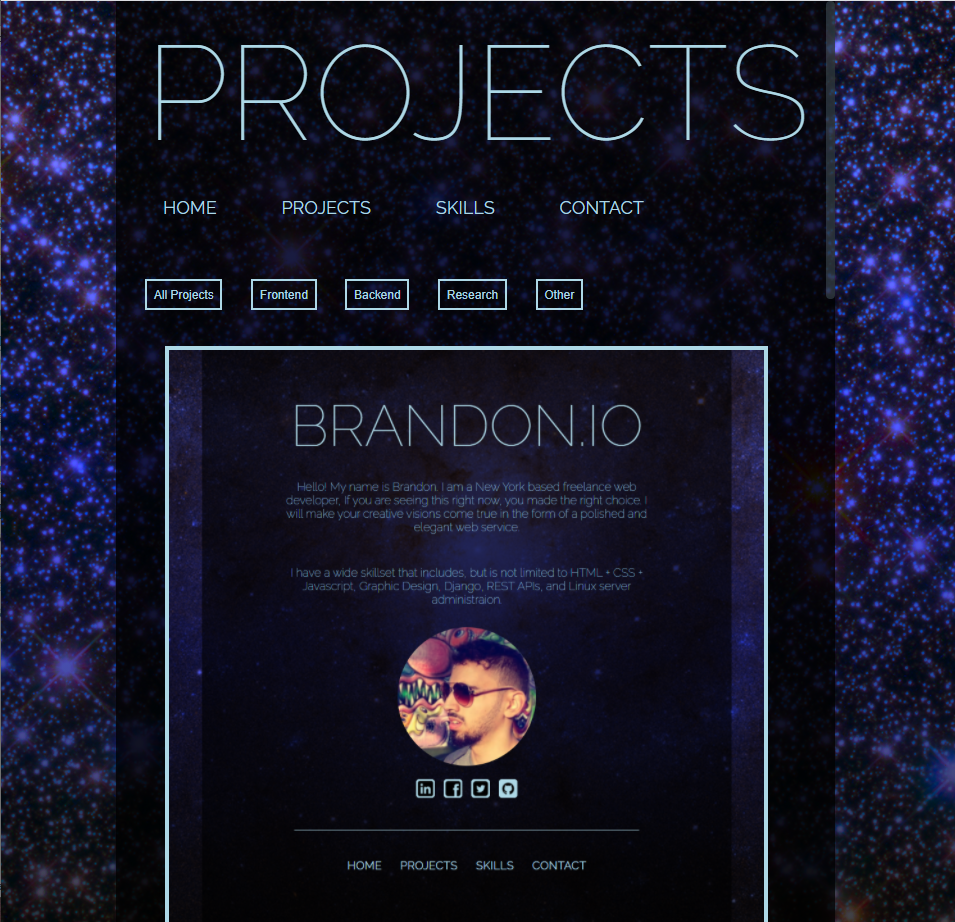 PROJECTS
HOME PROJECTS SKILLS CONTACT
All Projects Frontend Backend Research Other
BRANDON.IO
Hello! My name is Brandon. I am a New York based freelance web
developer. If you are seeing this right now, you made the right choice. I
will make your creative visions come true in the form of a polished and
elegant web service.
I have a wide skillset that includes, but is not limited to HTML + CSS +
Javascript, Graphic Design, Django, REST APIs, and Linux server
administraion.
in f
HOME PROJECTS SKILLS CONTACT